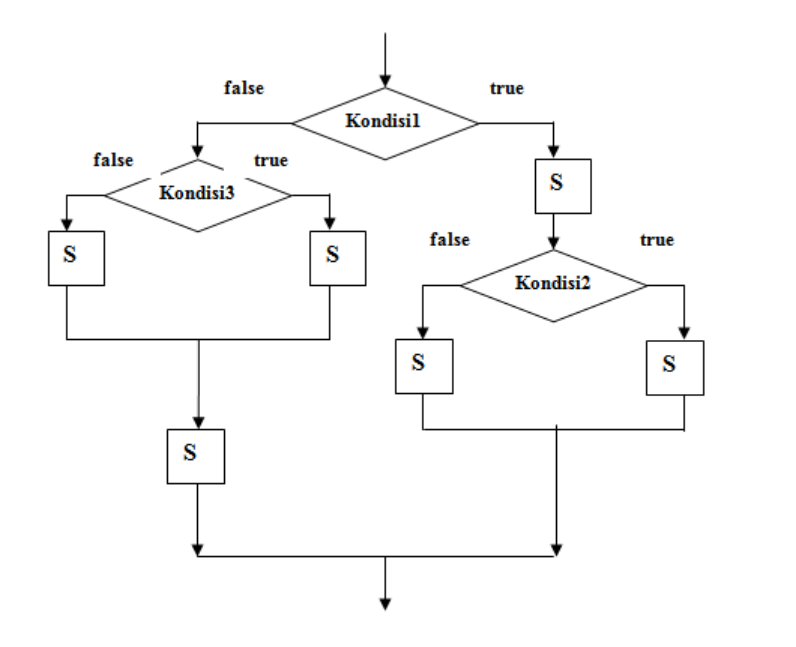 false
true
Kondisi1
false
true
Kondisi3
S
S
S
false
true
Kondisi2
S
S
S